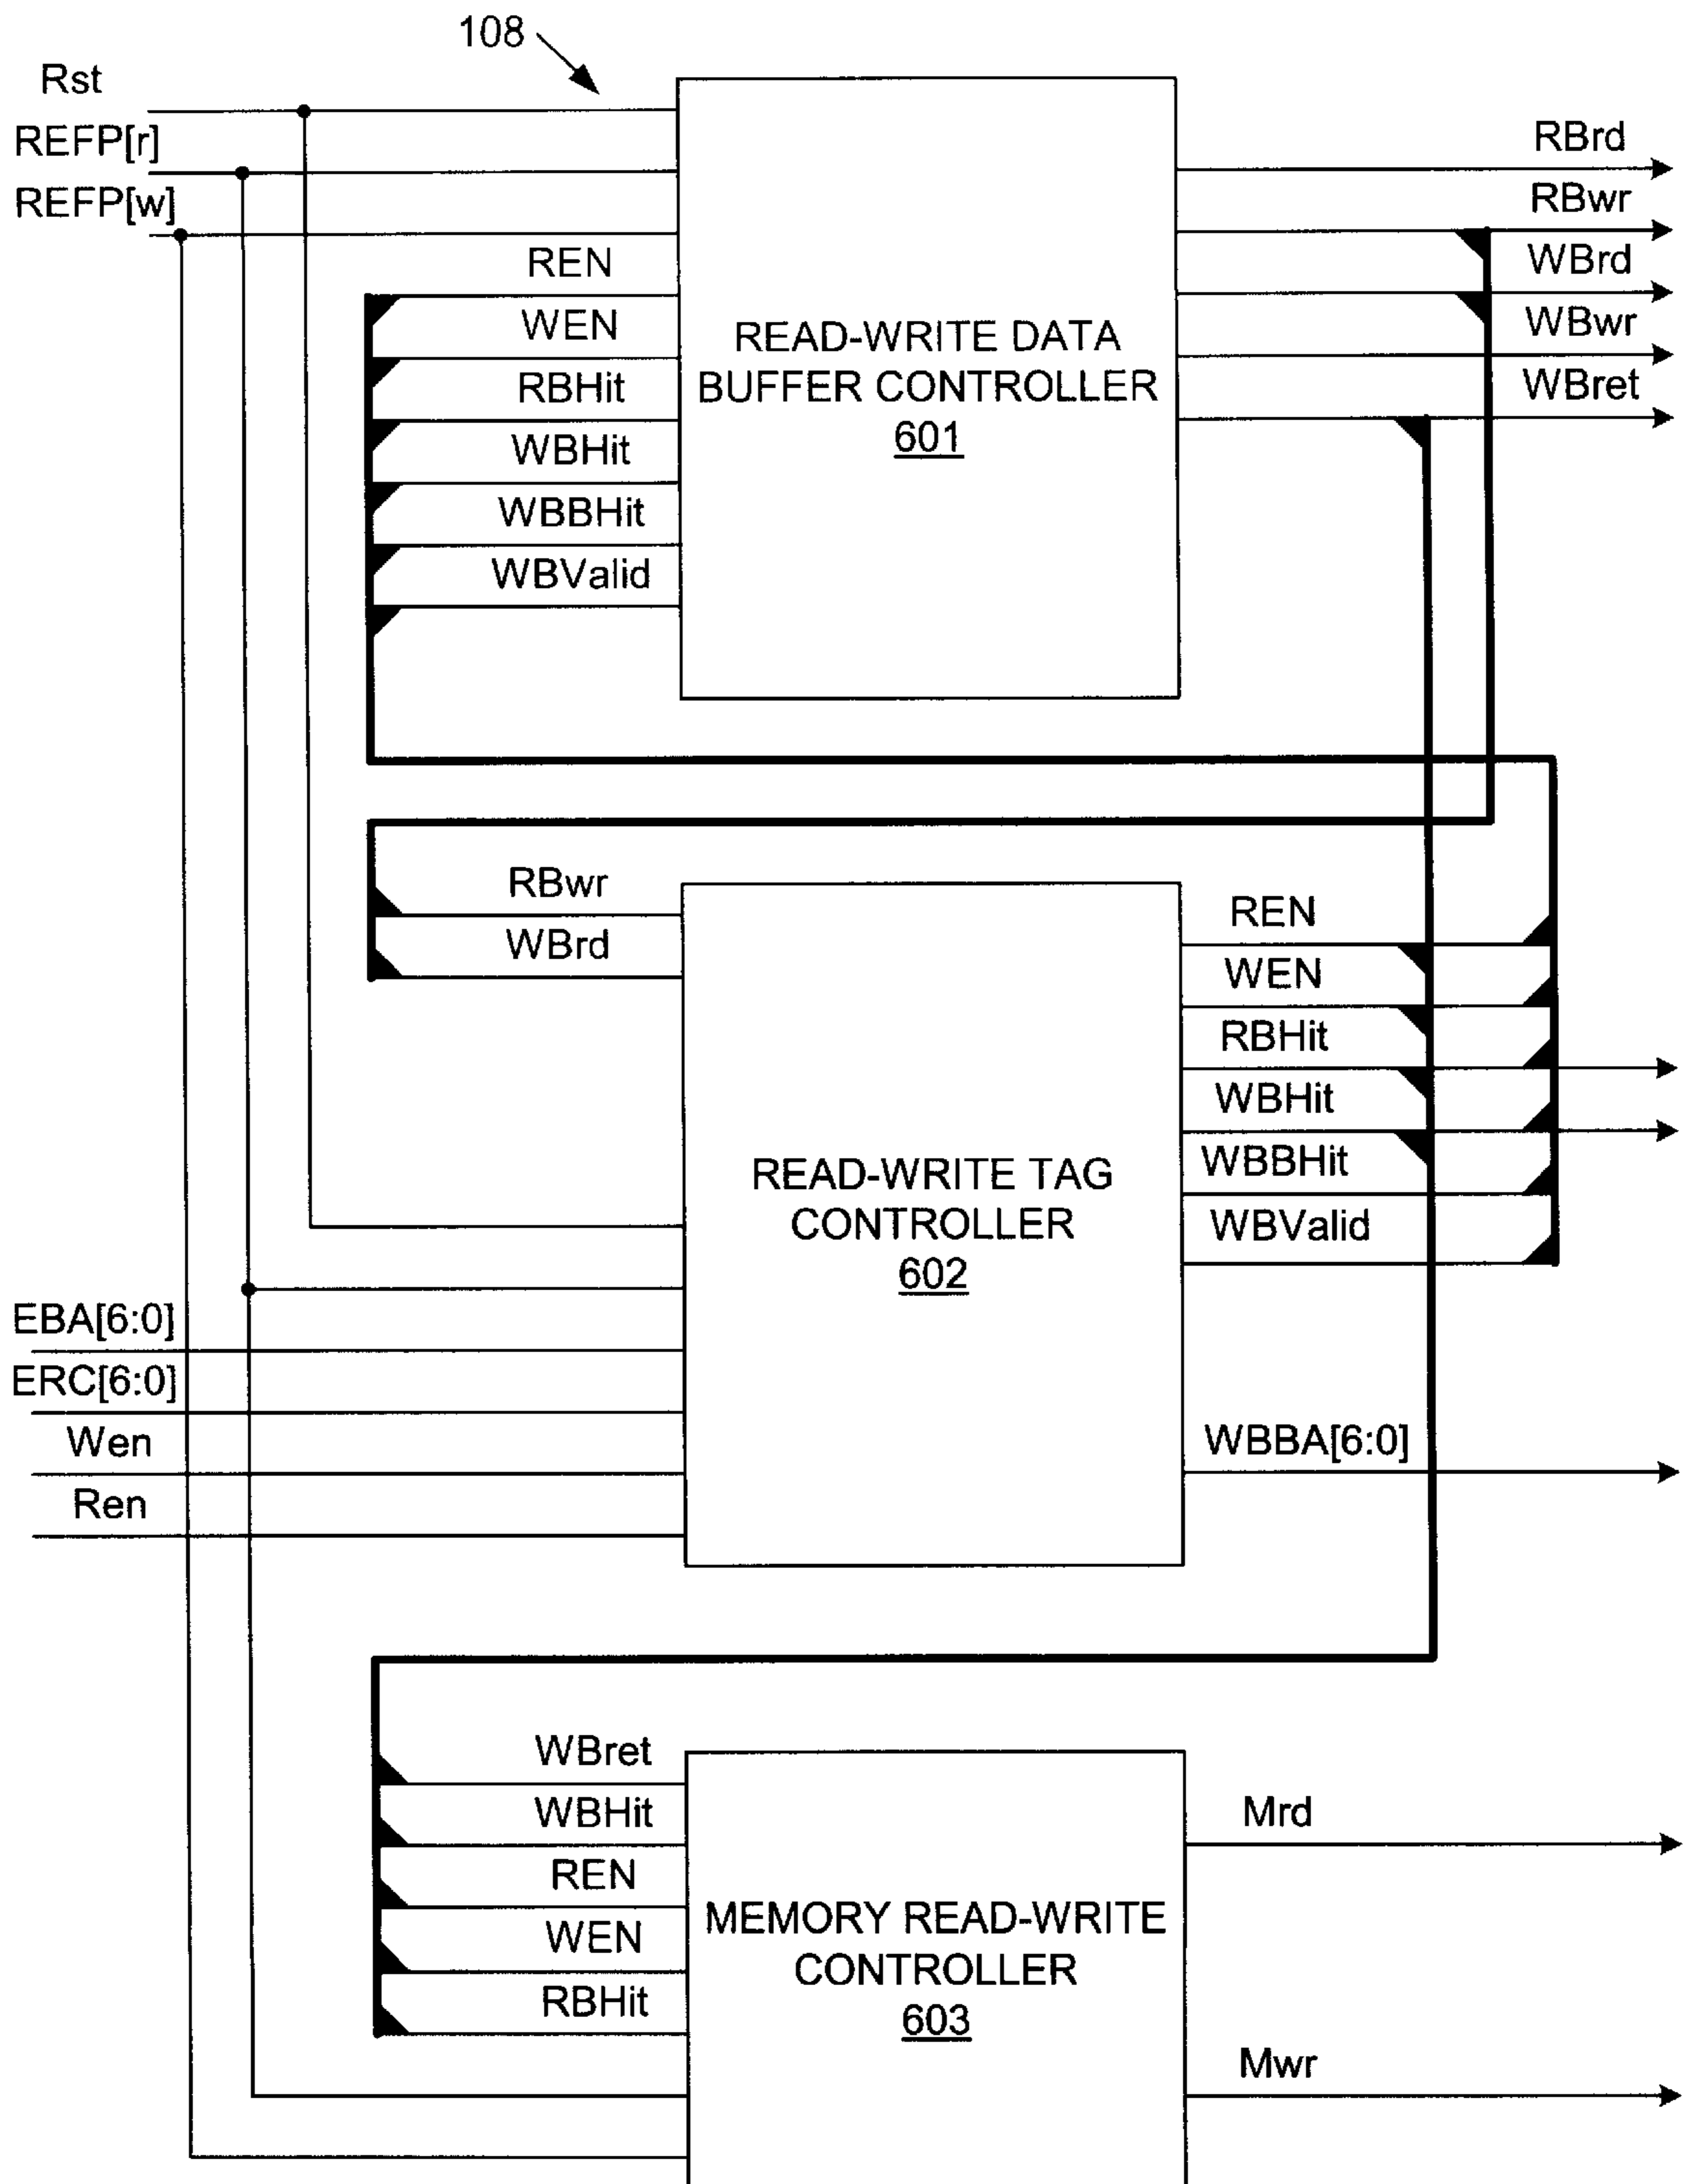 108
Rst
REFP[r]
REFP[w]
REN
WEN
RBHit
WBHit
WBBHit
WBValid
READ-WRITE DATA
BUFFER CONTROLLER
601
RBrd
RBwr
WBrd
WBwr
WBret
RBwr
WBrd
EBA[6:0]
ERC[6:0]
Wen
Ren
READ-WRITE TAG
CONTROLLER
602
REN
WEN
RBHit
WBHit
WBBHit
WBValid
WBBA[6:0]
WBret
WBHit
REN
WEN
RBHit
MEMORY READ-WRITE
CONTROLLER
603
Mrd
Mwr